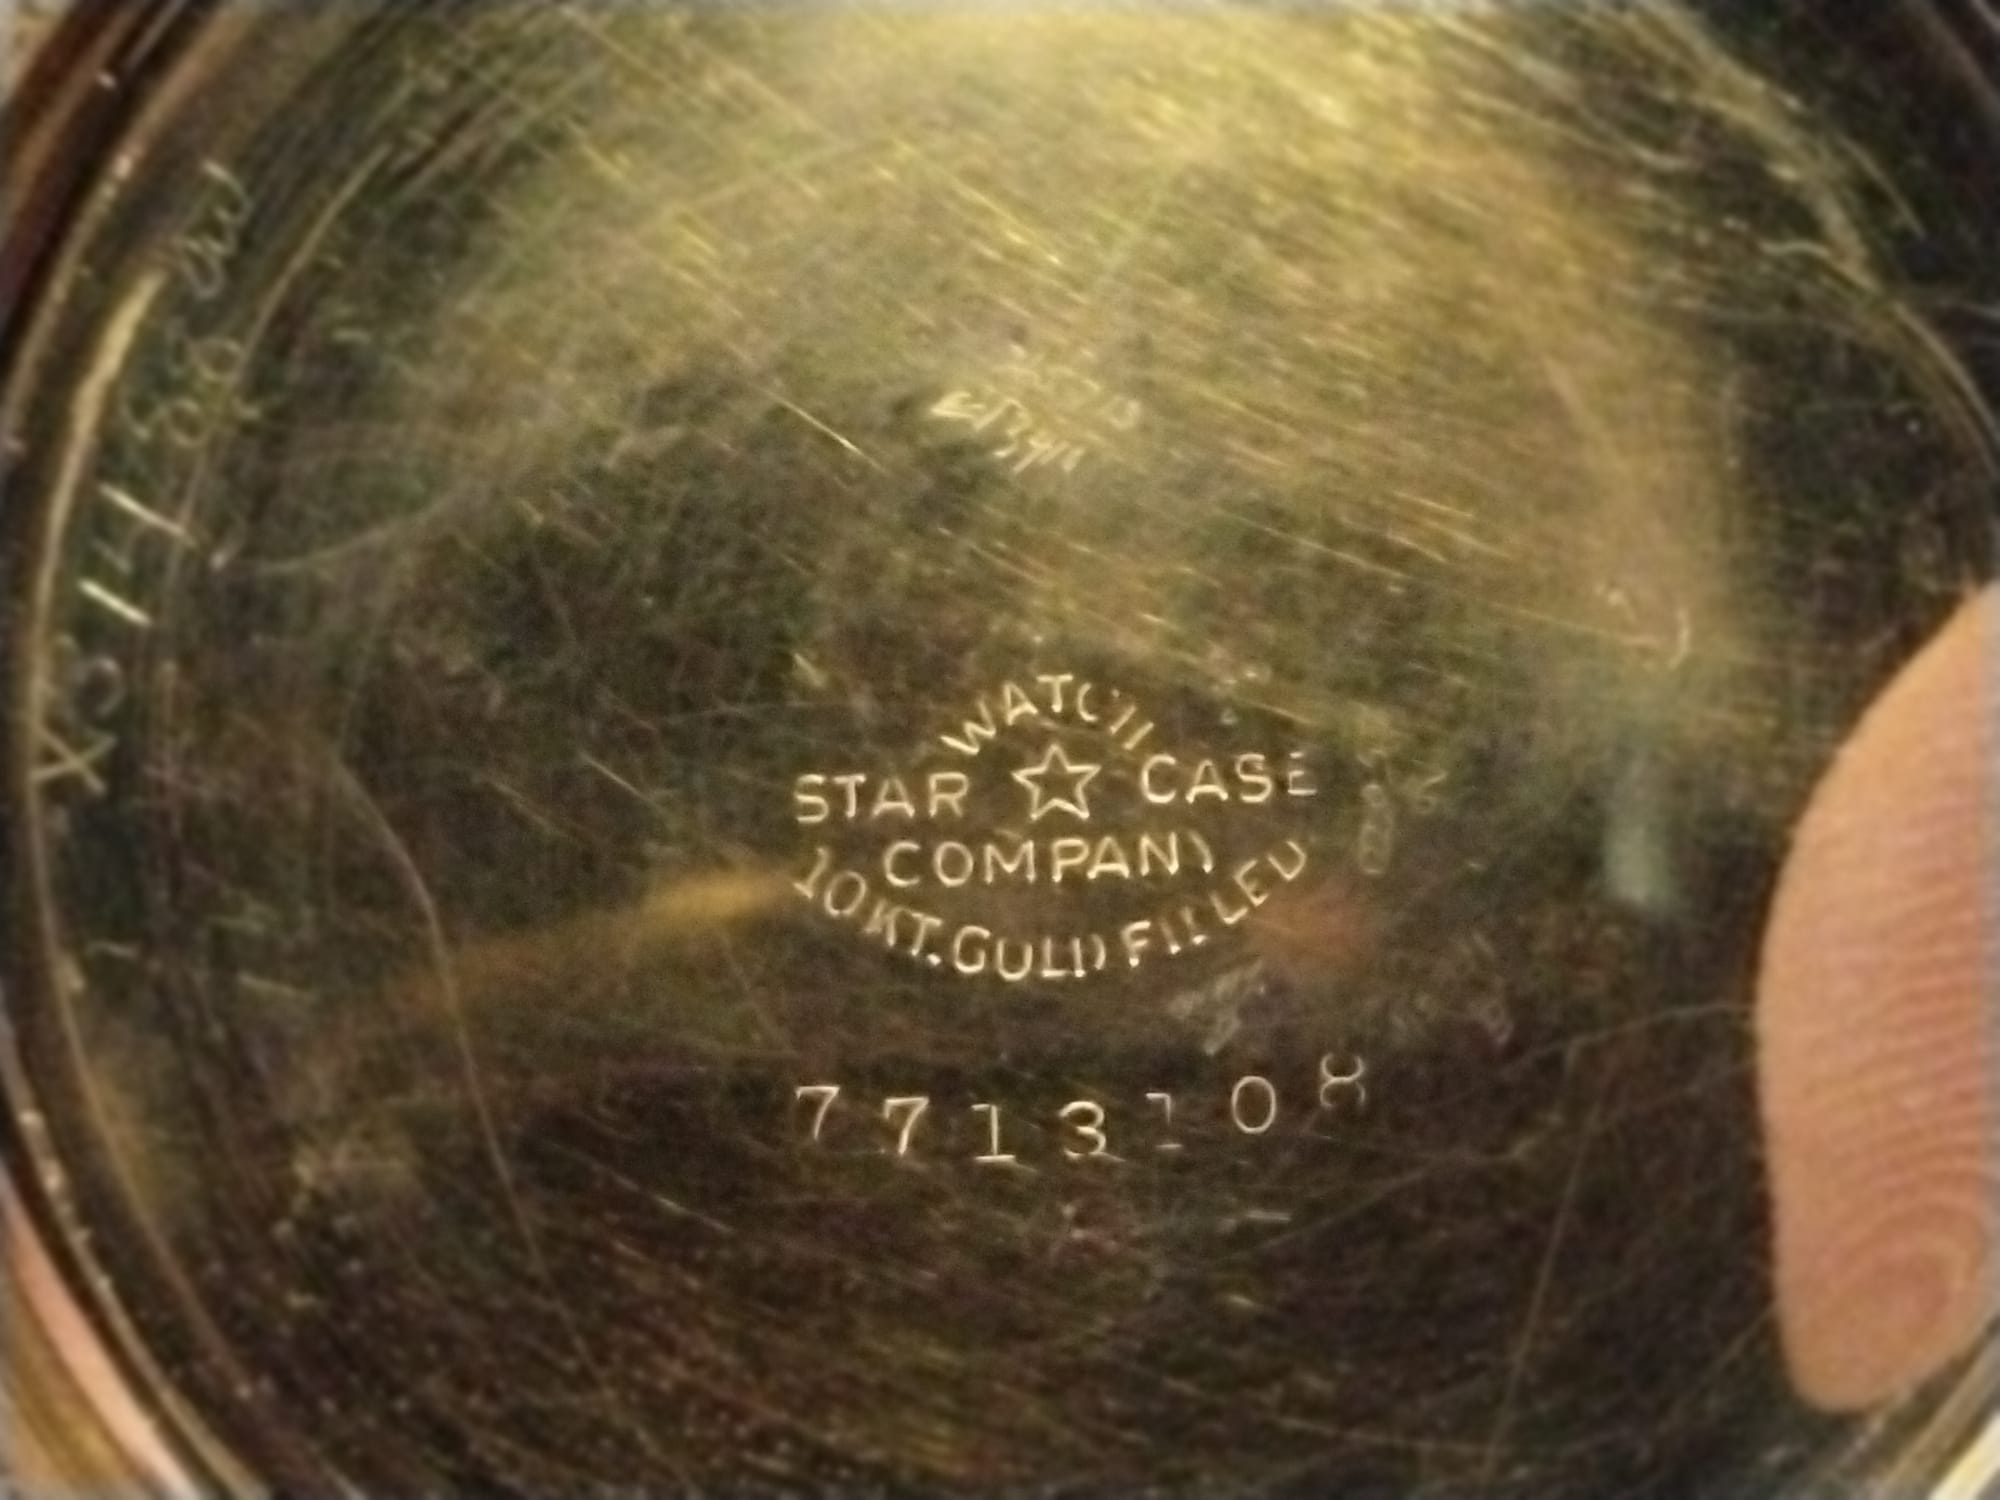 WATCH
STAR CASE
COMPANY
10 KT. GOLD FILLED
7713108